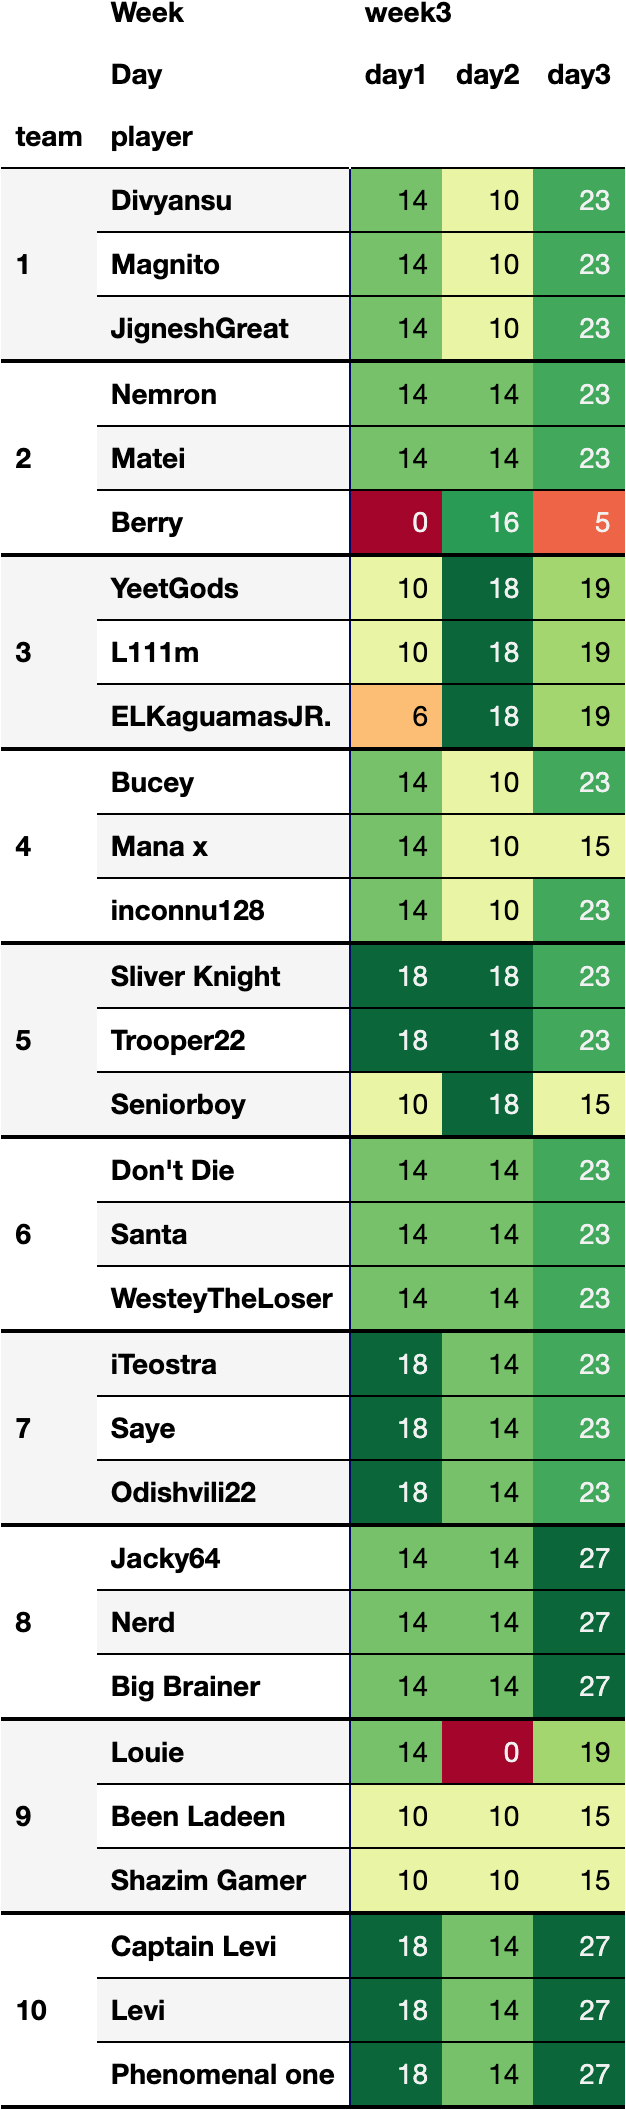 Week week3
Day day1 day2 day3
team player
Divyansu 14 10 23
1 Magnito 14 10 23
JigneshGreat 14 10 23
Nemron 14 14 23
2 Matei 14 14 23
Berry 0 16 5
YeetGods 10 18 19
3 L111m 10 18 19
ELKaguamasJR. 6 18 19
Bucey 14 10 23
4 Mana x 14 10 15
inconnu128 14 10 23
Sliver Knight 18 18 23
5 Trooper22 18 18 23
Seniorboy 10 18 15
Don't Die 14 14 23
6 Santa 14 14 23
WesteyTheLoser 14 14 23
iTeostra 18 14 23
7 Saye 18 14 23
Odishvili22 18 14 23
Jacky64 14 14 27
8 Nerd 14 14 27
Big Brainer 14 14 27
Louie 14 0 19
9 Been Ladeen 10 10 15
Shazim Gamer 10 10 15
Captain Levi 18 14 27
10 Levi 18 14 27
Phenomenal one 18 14 27